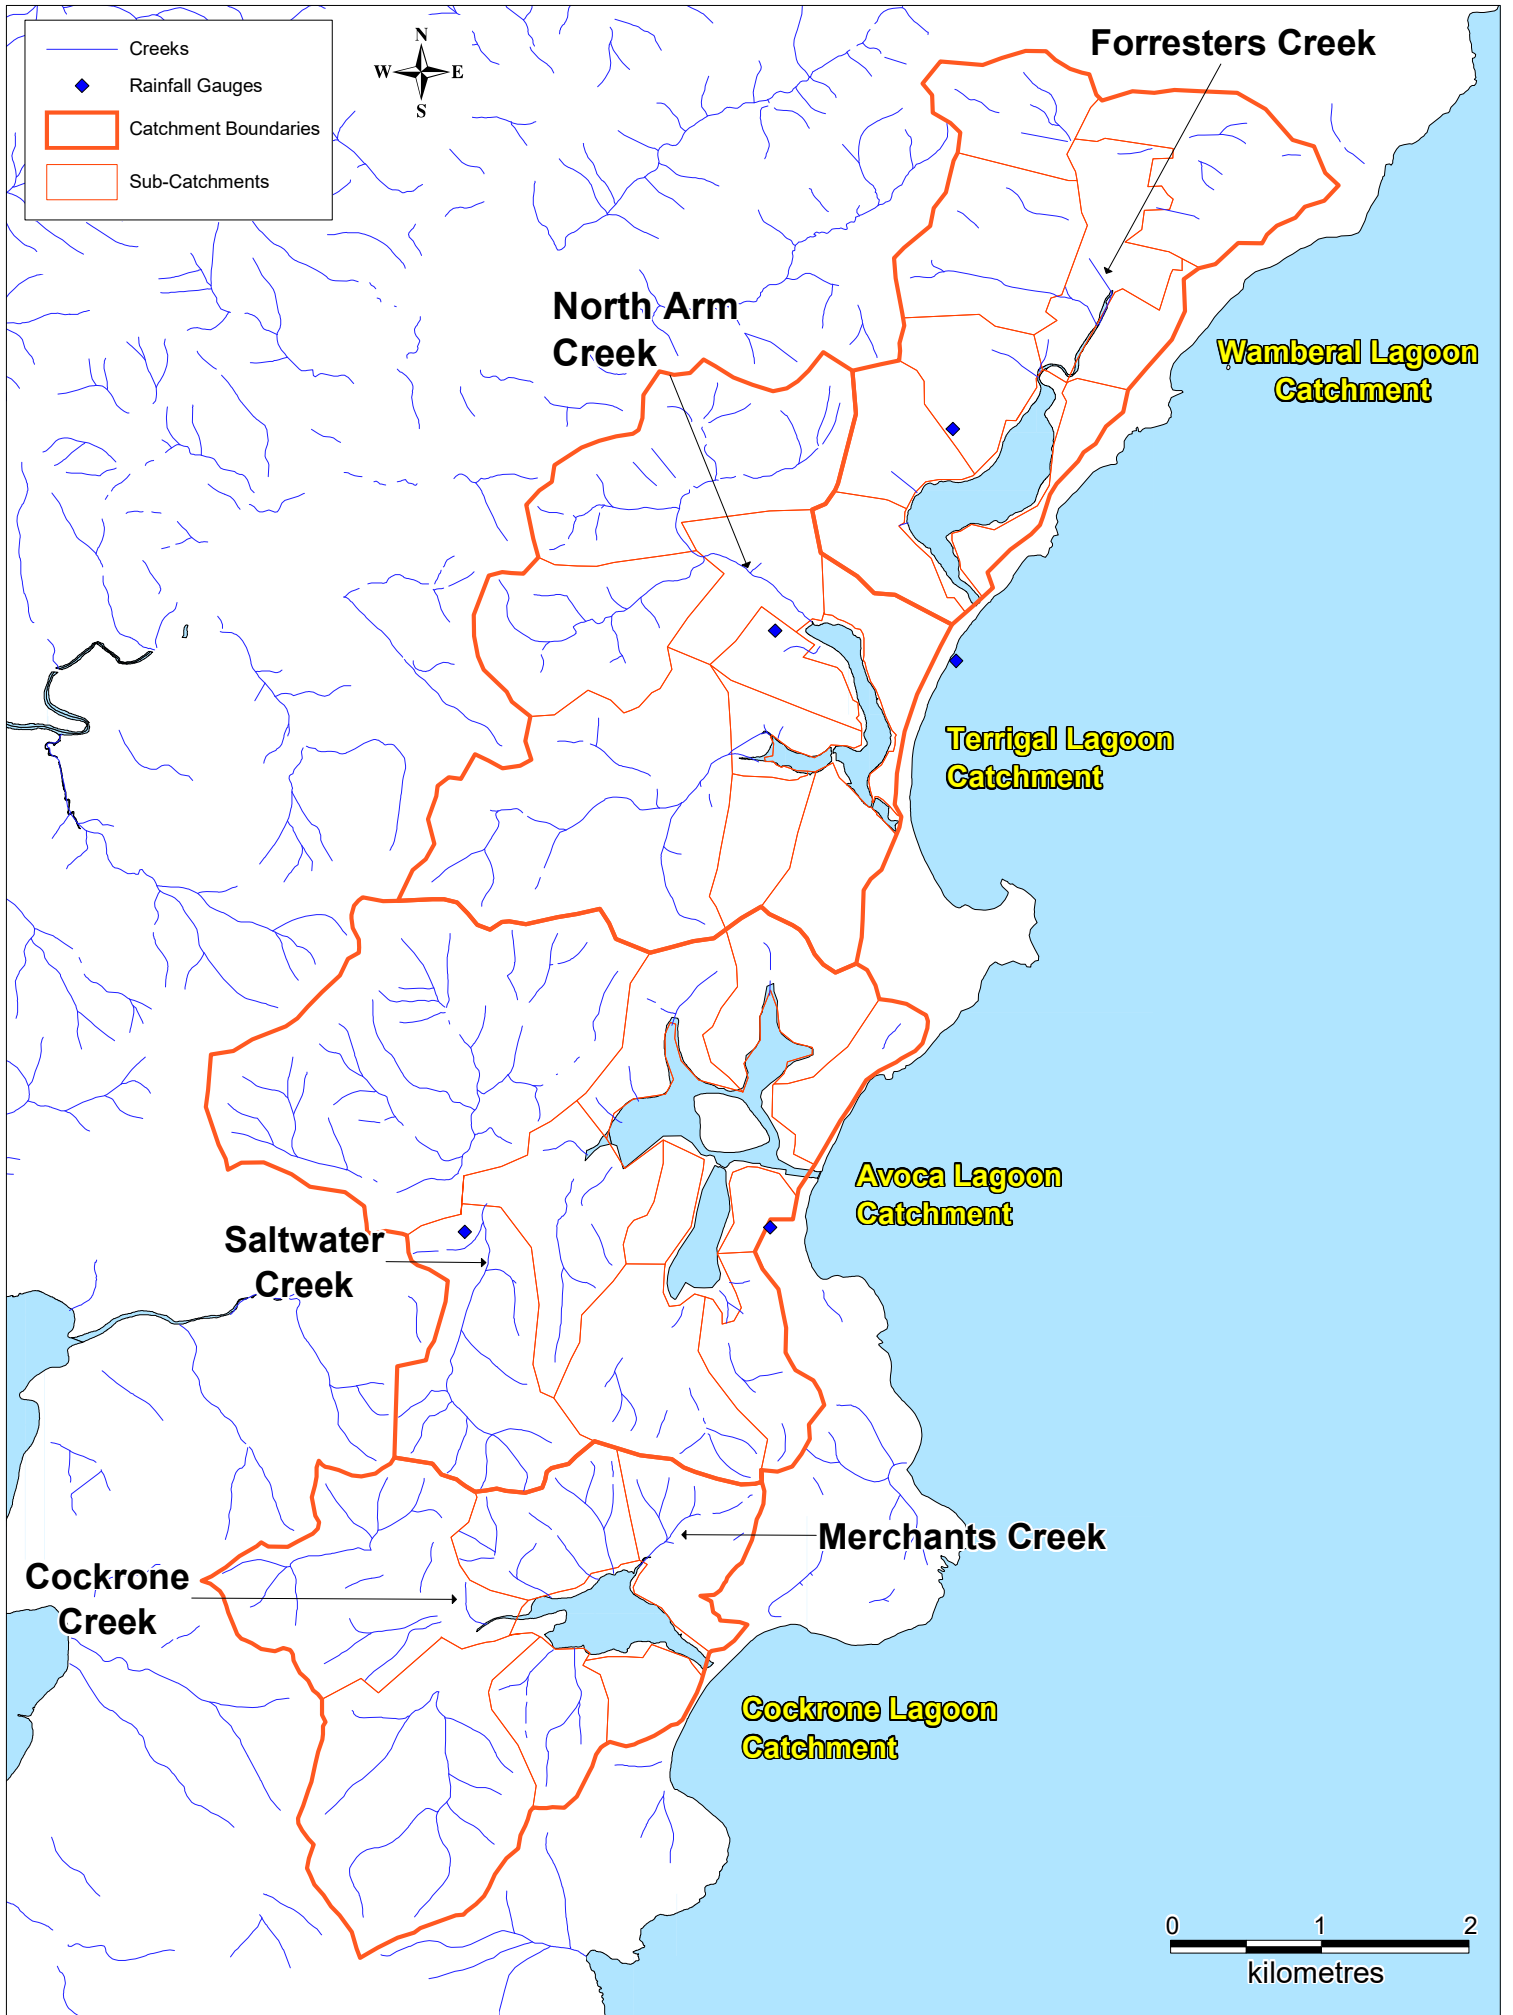 Creeks
Rainfall Gauges
Catchment Boundaries
Sub-Catchments
N
W E
S
Forresters Creek
North Arm
Creek
Wamberal Lagoon
Catchment
Terrigal Lagoon
Catchment
Avoca Lagoon
Catchment
Saltwater
Creek
Merchants Creek
Cockrone
Creek
Cockrone Lagoon
Catchment
0 1 2
kilometres